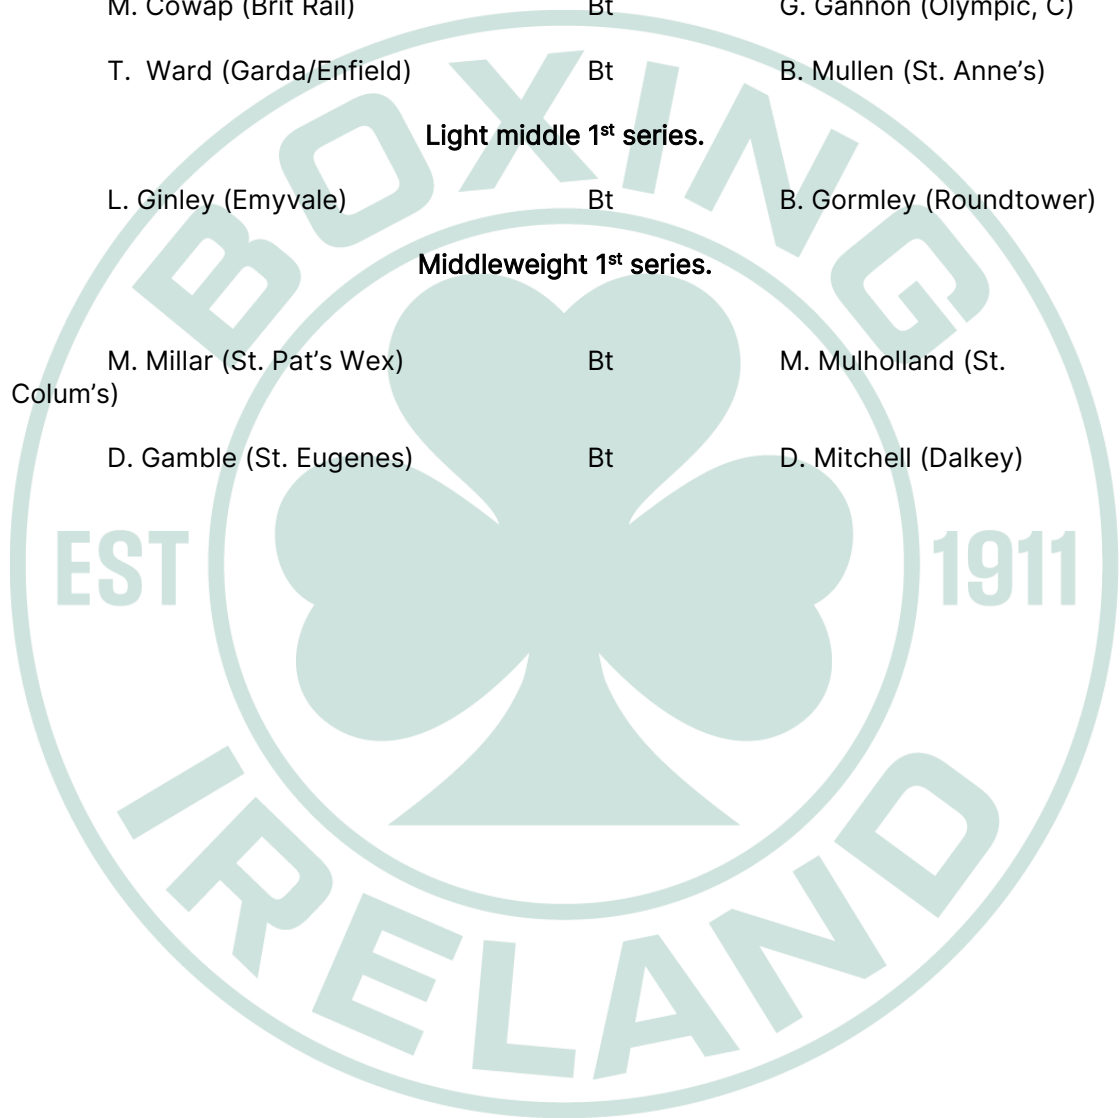 M. Cowap (Brit Rail) Bt G. Gannon (Olympic, C)
T. Ward (Garda/Enfield) Bt B. Mullen (St. Anne’s)
Light middle 1st series.
L. Ginley (Emyvale) Bt B. Gormley (Roundtower)
Middleweight 1st series.
M. Millar (St. Pat’s Wex) Bt M. Mulholland (St.
Colum’s)
D. Gamble (St. Eugenes) Bt D. Mitchell (Dalkey)
BOXING
EST 1911
IRELAND